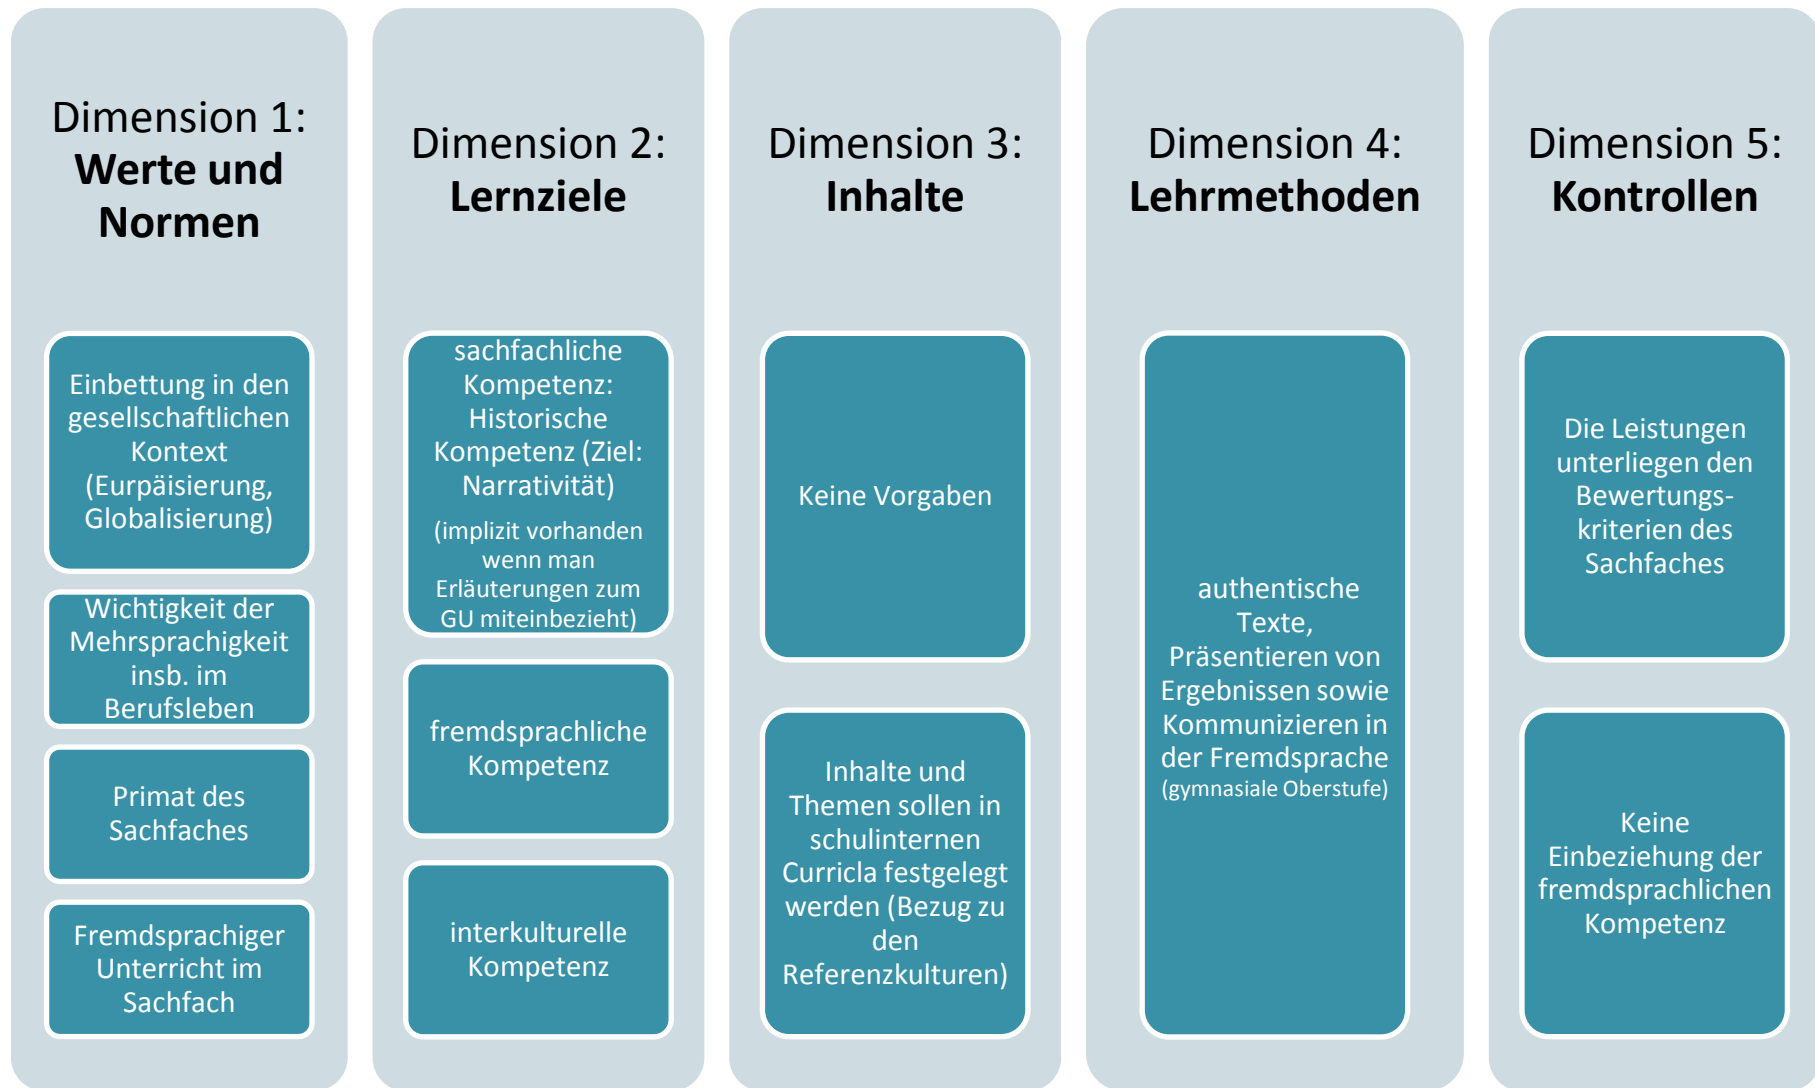 Dimension 1:
Werte und
Normen
Einbettung in den
gesellschaftlichen
Kontext
(Eurpäisierung,
Globalisierung)
Wichtigkeit der
Mehrsprachigkeit
insb. im
Berufsleben
Primat des
Sachfaches
Fremdsprachiger
Unterricht im
Sachfach
Dimension 2:
Lernziele
sachfachliche
Kompetenz:
Historische
Kompetenz (Ziel:
Narrativität)
(implizit vorhanden
wenn man
Erläuterungen zum
GU miteinbezieht)
fremdsprachliche
Kompetenz
interkulturelle
Kompetenz
Dimension 3:
Inhalte
Keine Vorgaben
Inhalte und
Themen sollen in
schulinternen
Curricla festgelegt
werden (Bezug zu
den
Referenzkulturen)
Dimension 4:
Lehrmethoden
authentische
Texte,
Präsentieren von
Ergebnissen sowie
Kommunizieren in
der Fremdsprache
(gymnasiale Oberstufe)
Dimension 5:
Kontrollen
Die Leistungen
unterliegen den
Bewertungs-
kriterien des
Sachfaches
Keine
Einbeziehung der
fremdsprachlichen
Kompetenz